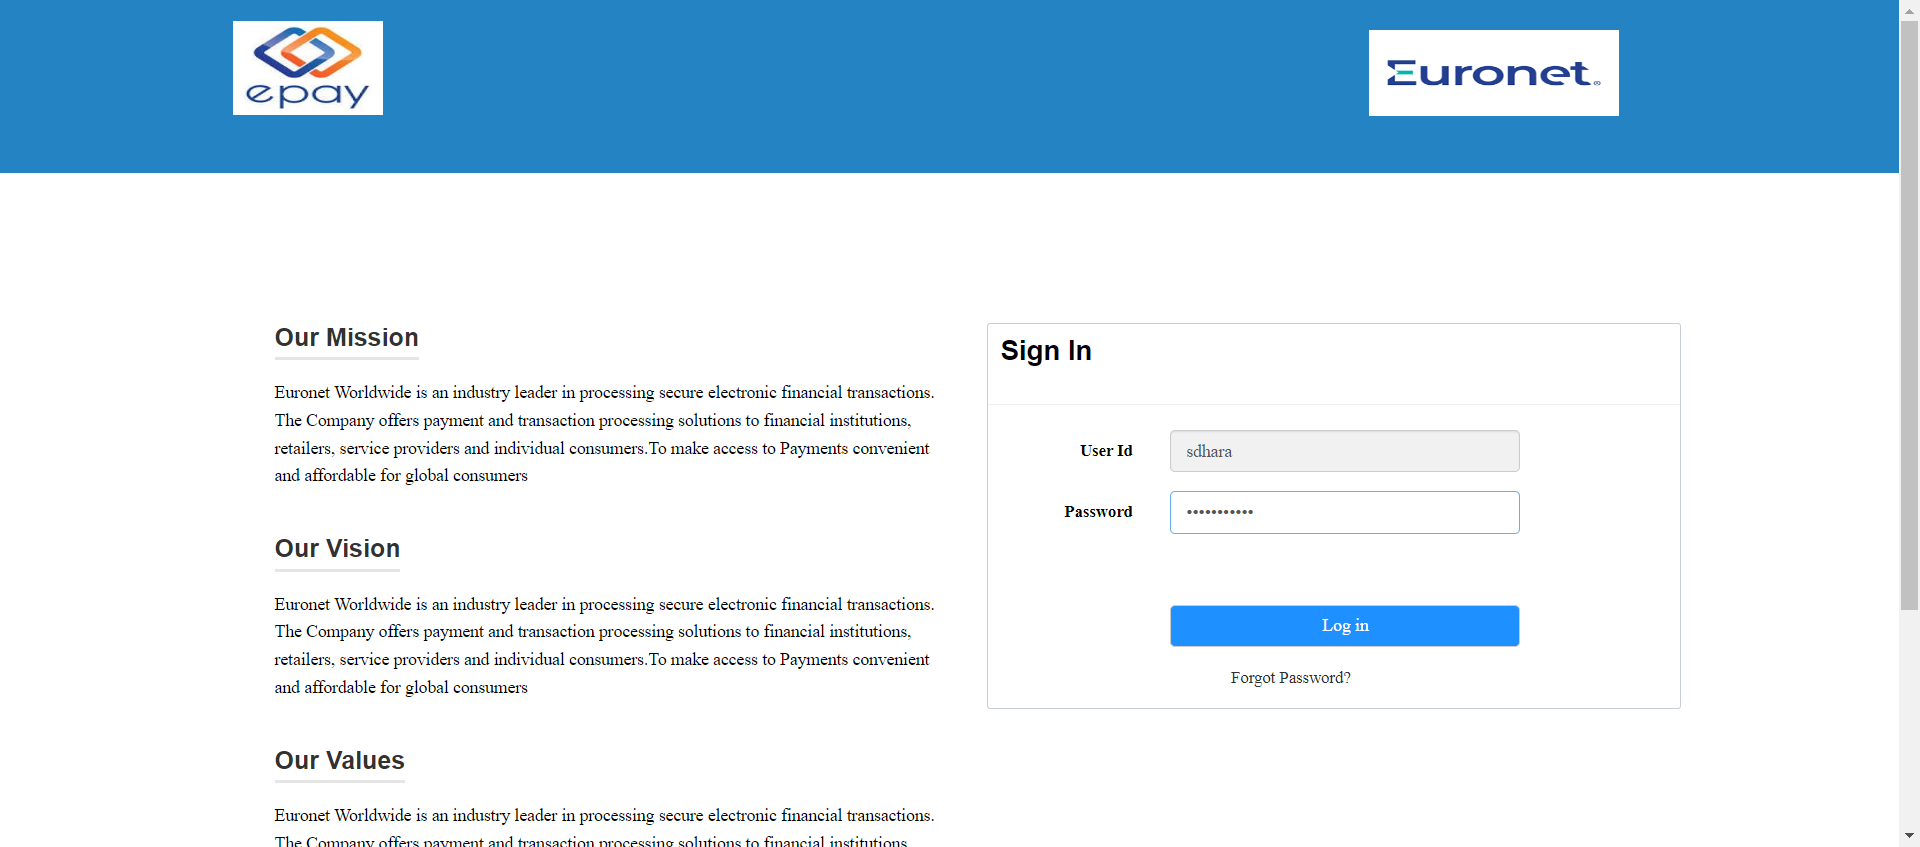 epay
Euronet®
Our Mission
Euronet Worldwide is an industry leader in processing secure electronic financial transactions.
The Company offers payment and transaction processing solutions to financial institutions,
retailers, service providers and individual consumers.To make access to Payments convenient
and affordable for global consumers
Our Vision
Euronet Worldwide is an industry leader in processing secure electronic financial transactions.
The Company offers payment and transaction processing solutions to financial institutions,
retailers, service providers and individual consumers.To make access to Payments convenient
and affordable for global consumers
Our Values
Euronet Worldwide is an industry leader in processing secure electronic financial transactions.
The Company offers payment and transaction processing solutions to financial institutions,
Sign In
User Id
sdhara
Password
•••••••••••
Log in
Forgot Password?